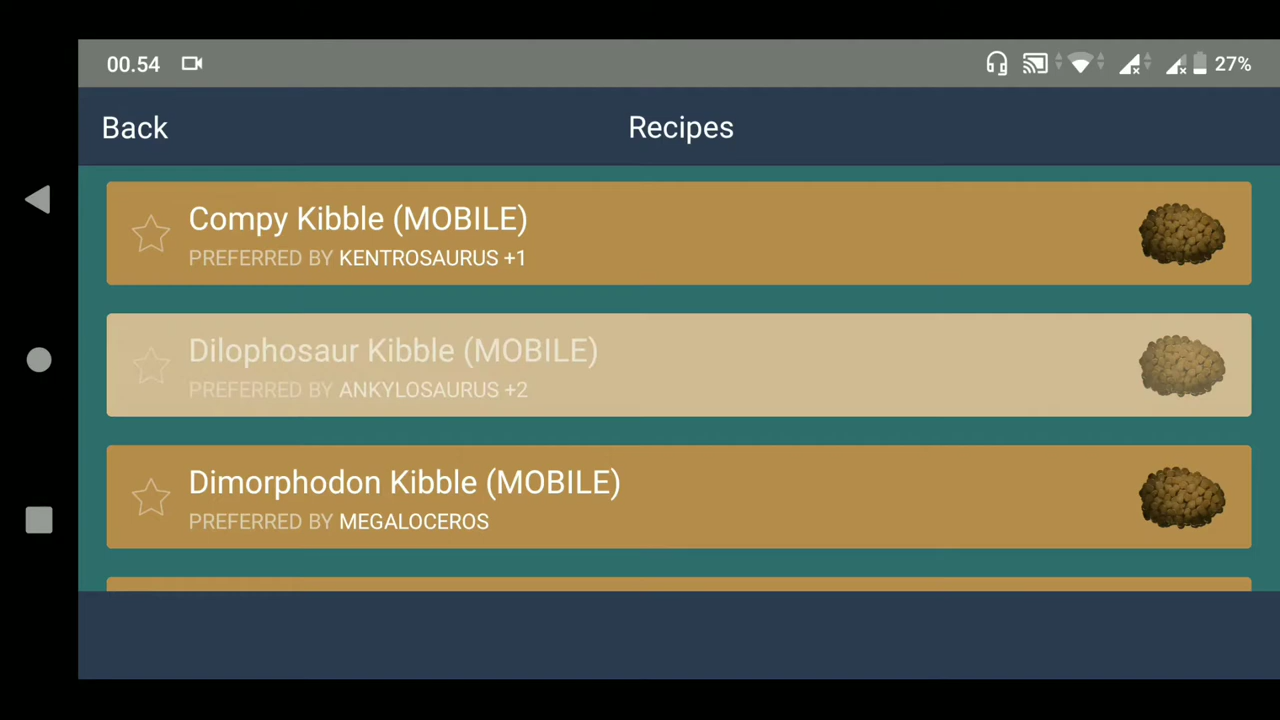 00.54 27%
Back Recipes
Compy Kibble (MOBILE)
PREFERRED BY KENTROSAURUS +1
Dilophosaur Kibble (MOBILE)
PREFERRED BY ANKYLOSAURUS +2
Dimorphodon Kibble (MOBILE)
PREFERRED BY MEGALOCEROS